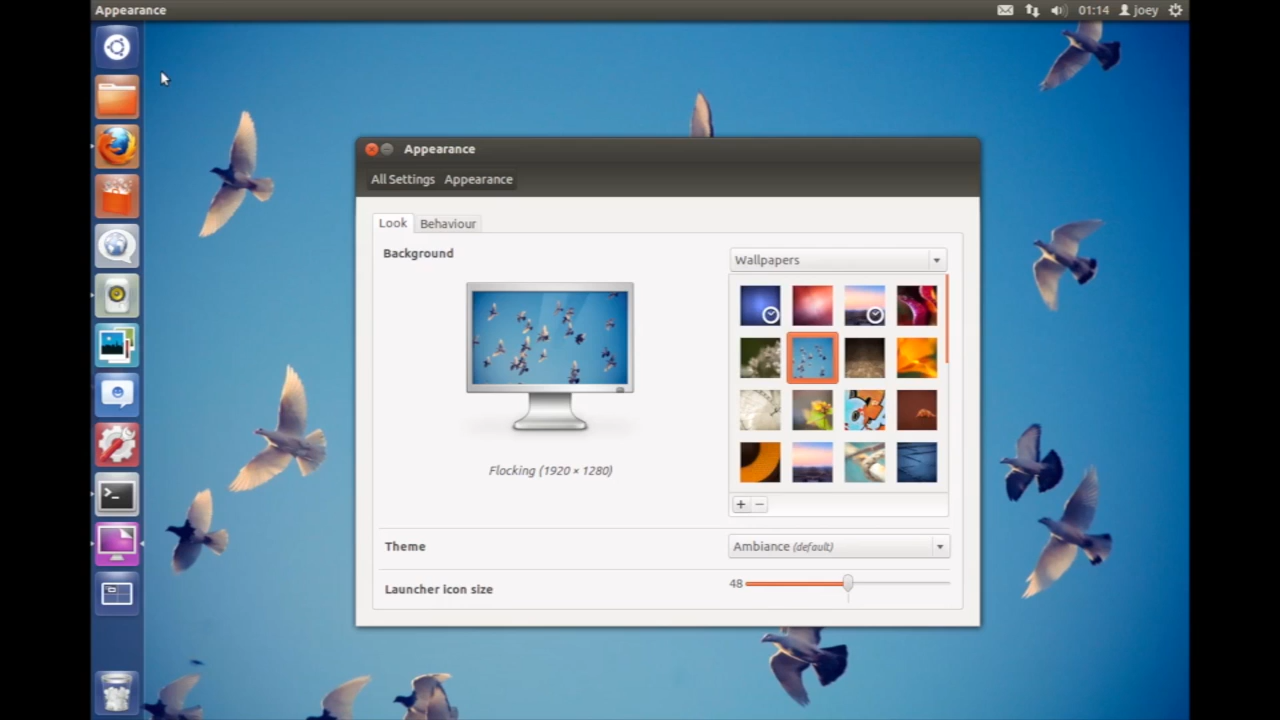 Appearance
01:14
joey
Appearance
All Settings
Appearance
Look
Behaviour
Background
Wallpapers
Flocking (1920 × 1280)
+ −
Theme
Ambiance (default)
Launcher icon size
48